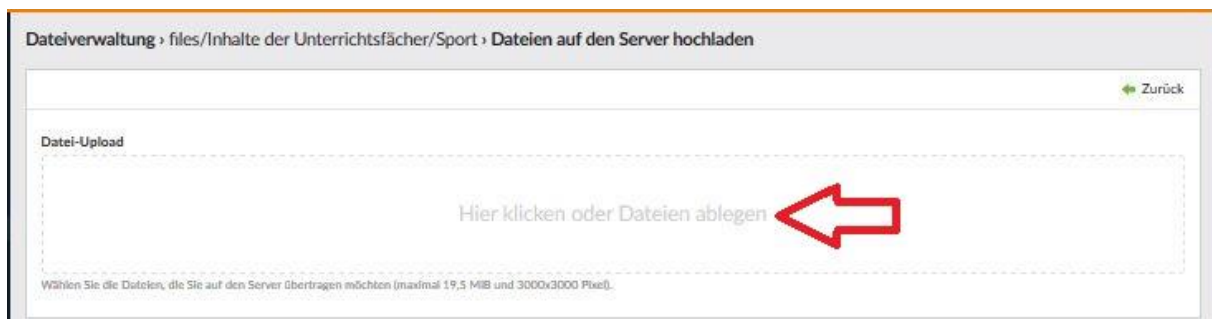 Dateiverwaltung › files/Inhalte der Unterrichtsfächer/Sport › Dateien auf den Server hochladen
Zurück
Datei-Upload
Hier klicken oder Dateien ablegen
Wählen Sie die Dateien, die Sie auf den Server übertragen möchten (maximal 19,5 MiB und 3000x3000 Pixel).